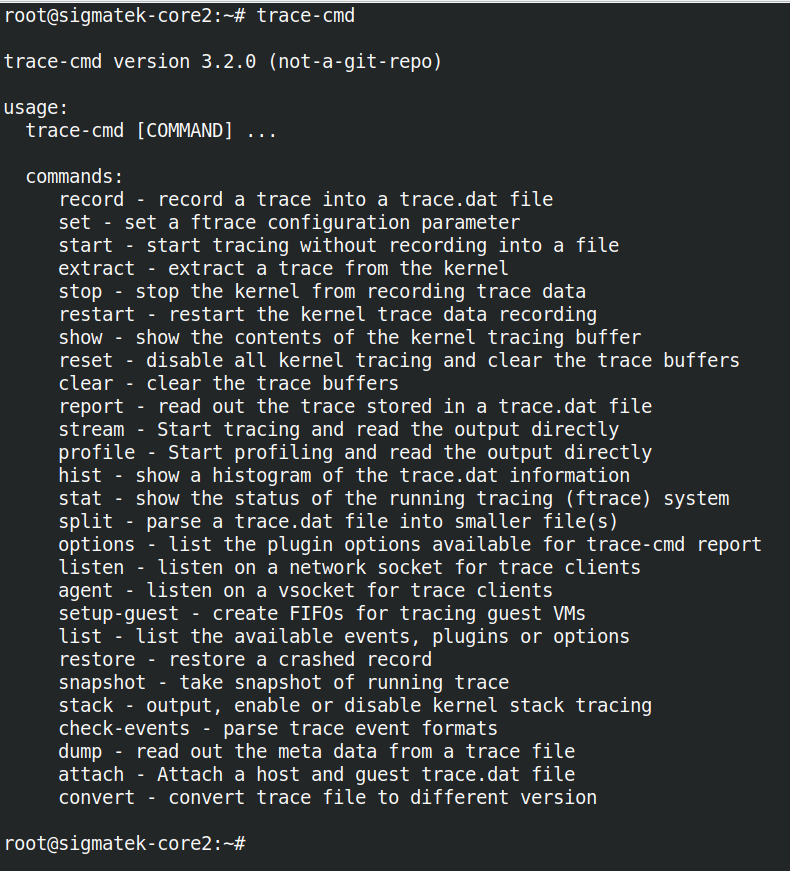 root@sigmatek-core2:~# trace-cmd
trace-cmd version 3.2.0 (not-a-git-repo)
usage:
trace-cmd [COMMAND] ...
commands:
record - record a trace into a trace.dat file
set - set a ftrace configuration parameter
start - start tracing without recording into a file
extract - extract a trace from the kernel
stop - stop the kernel from recording trace data
restart - restart the kernel trace data recording
show - show the contents of the kernel tracing buffer
reset - disable all kernel tracing and clear the trace buffers
clear - clear the trace buffers
report - read out the trace stored in a trace.dat file
stream - Start tracing and read the output directly
profile - Start profiling and read the output directly
hist - show a histogram of the trace.dat information
stat - show the status of the running tracing (ftrace) system
split - parse a trace.dat file into smaller file(s)
options - list the plugin options available for trace-cmd report
listen - listen on a network socket for trace clients
agent - listen on a vsocket for trace clients
setup-guest - create FIFOs for tracing guest VMs
list - list the available events, plugins or options
restore - restore a crashed record
snapshot - take snapshot of running trace
stack - output, enable or disable kernel stack tracing
check-events - parse trace event formats
dump - read out the meta data from a trace file
attach - Attach a host and guest trace.dat file
convert - convert trace file to different version
root@sigmatek-core2:~#